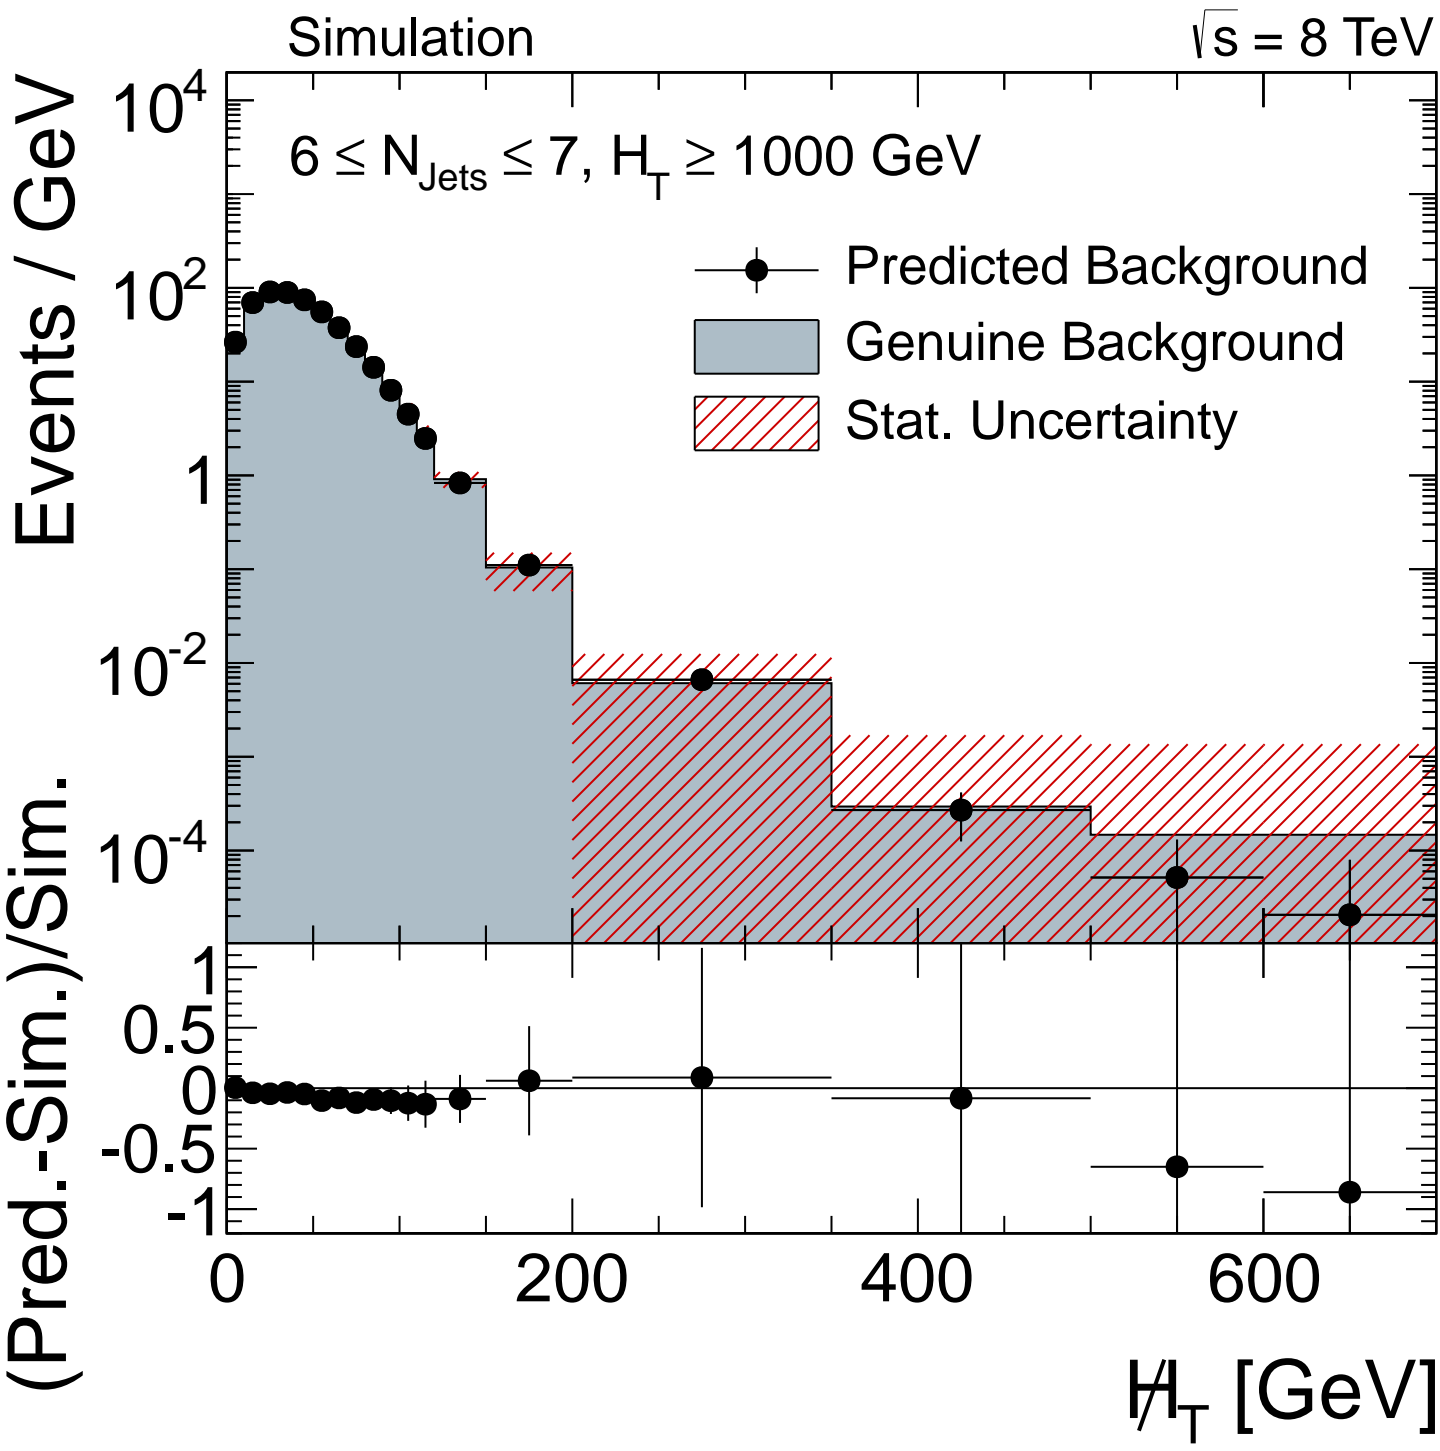 Simulation √s = 8 TeV
6 ≤ N_Jets ≤ 7, H_T ≥ 1000 GeV
Predicted Background
Genuine Background
Stat. Uncertainty
Events / GeV
10^4
10^2
1
10^-2
10^-4
(Pred.-Sim.)/Sim.
1
0.5
0
-0.5
-1
0 200 400 600
H̸_T [GeV]